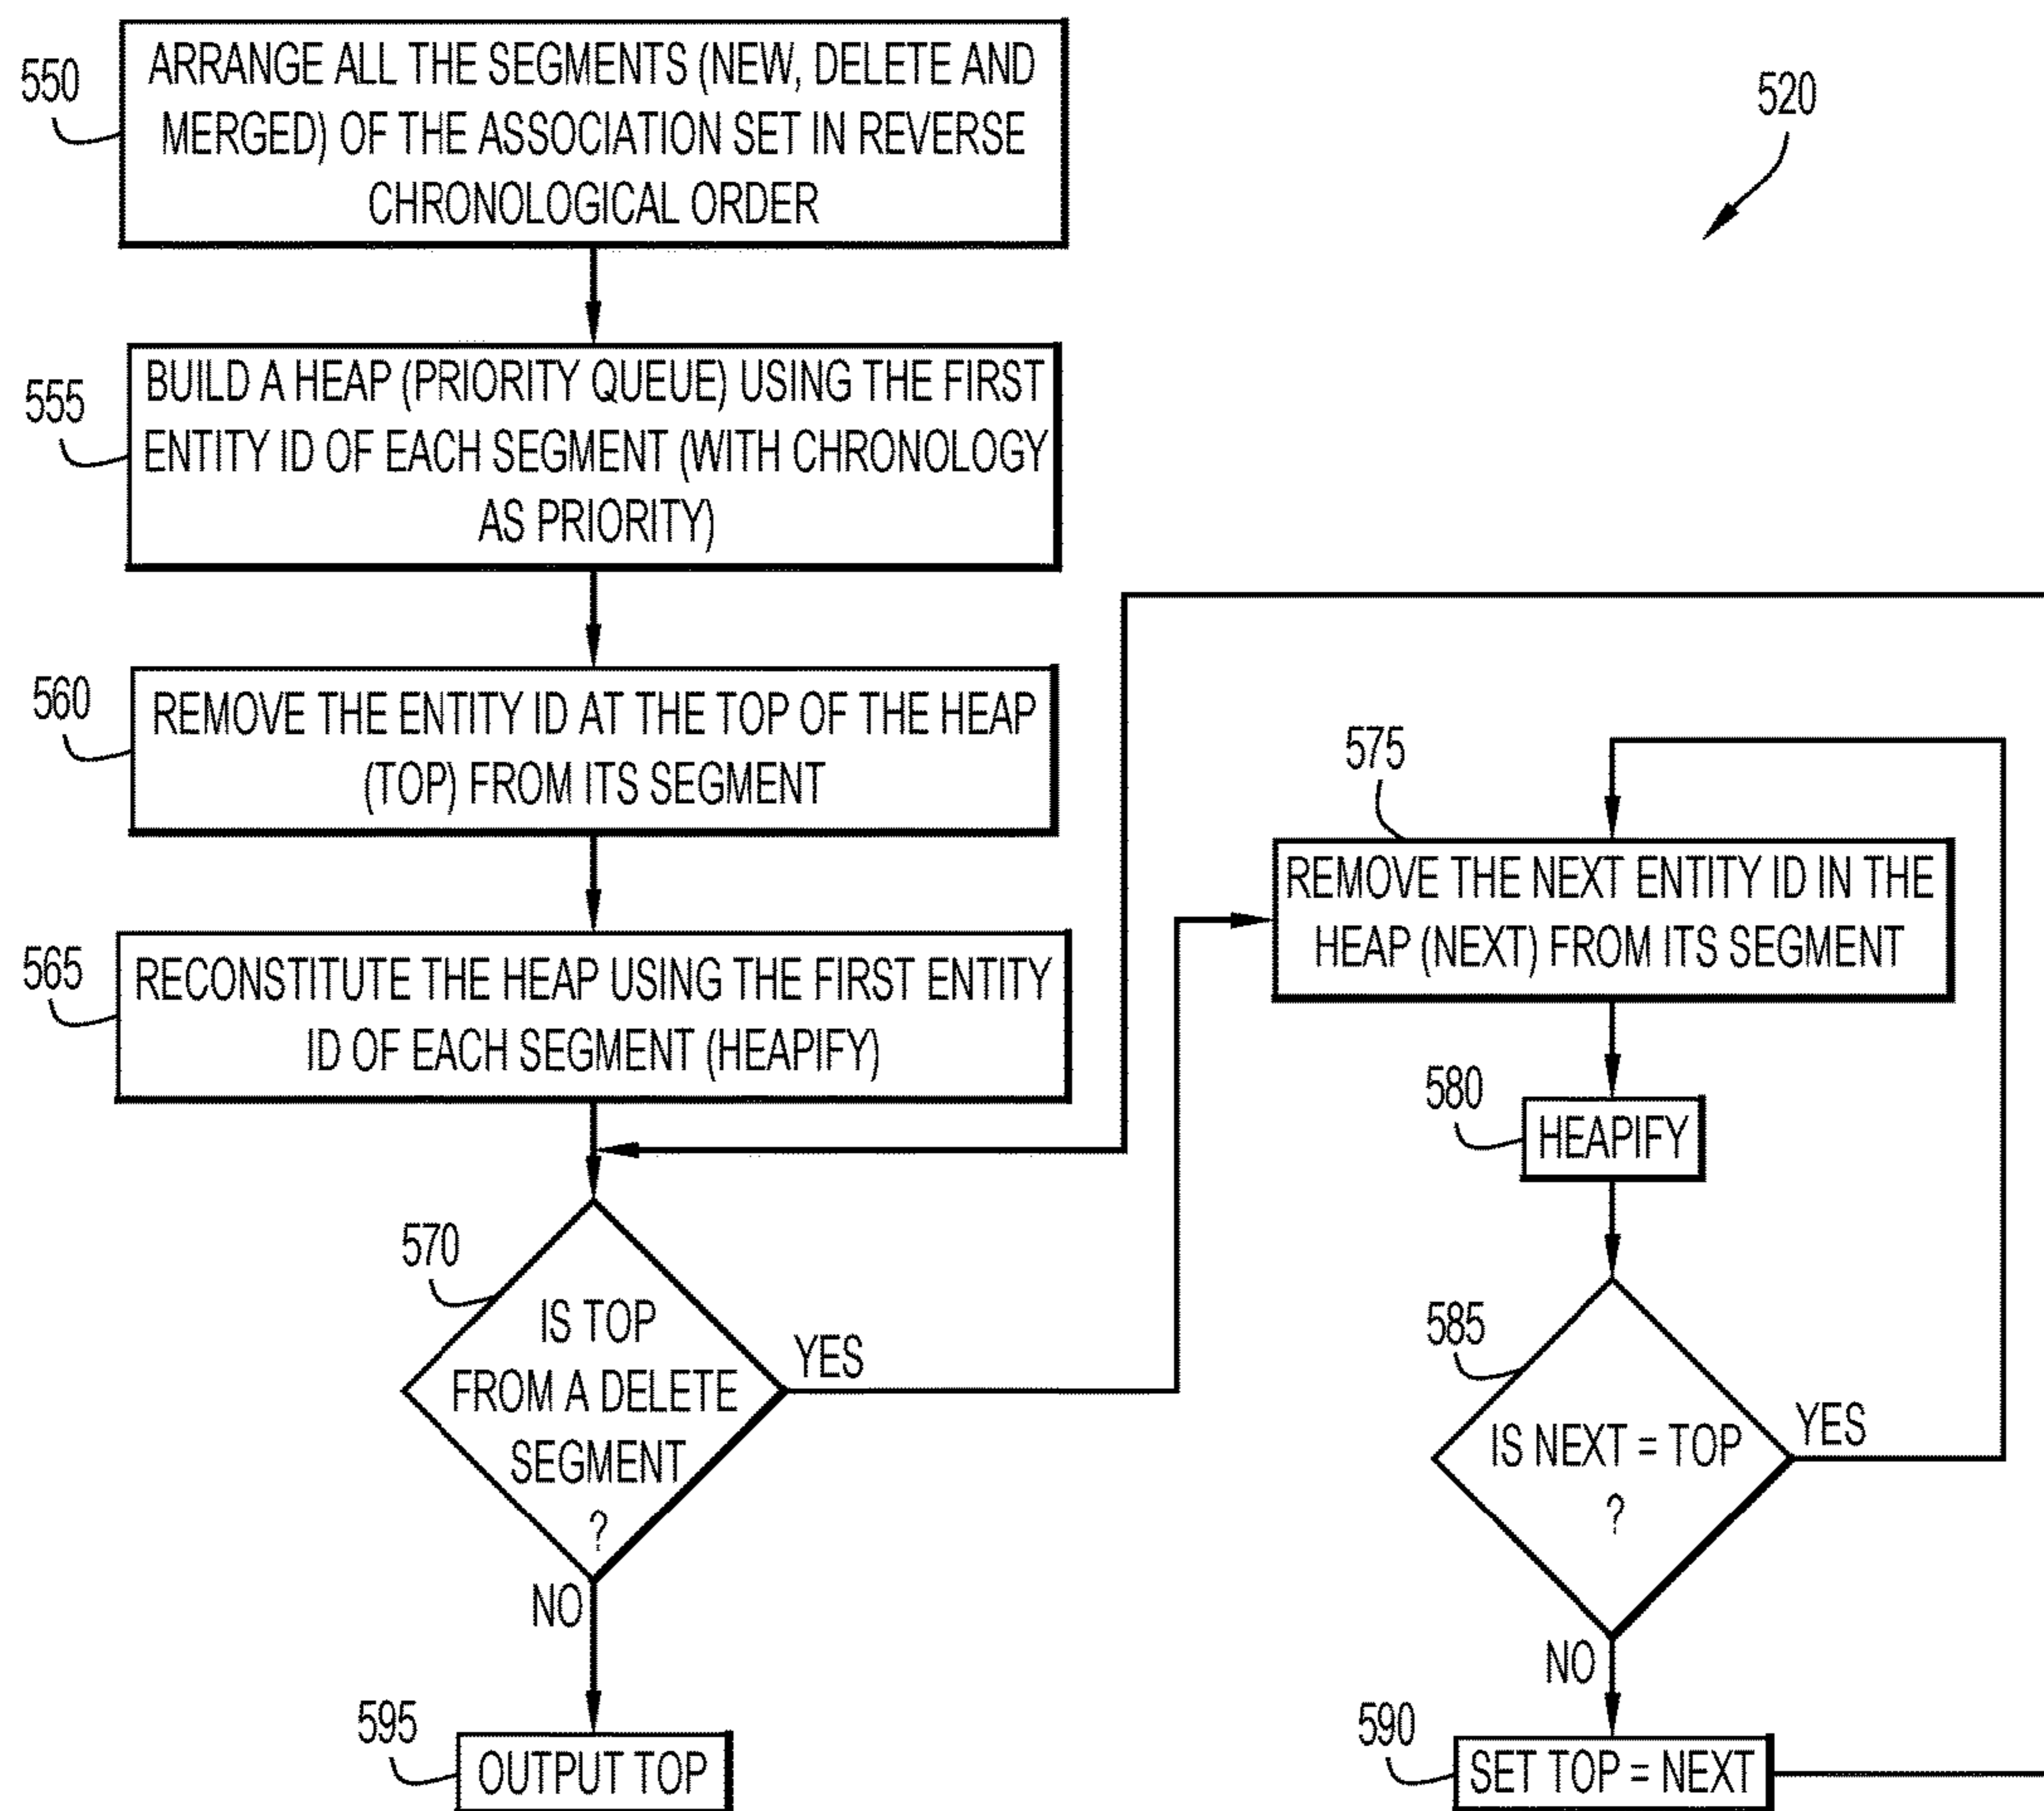 550
ARRANGE ALL THE SEGMENTS (NEW, DELETE AND
MERGED) OF THE ASSOCIATION SET IN REVERSE
CHRONOLOGICAL ORDER
520
555
BUILD A HEAP (PRIORITY QUEUE) USING THE FIRST
ENTITY ID OF EACH SEGMENT (WITH CHRONOLOGY
AS PRIORITY)
560
REMOVE THE ENTITY ID AT THE TOP OF THE HEAP
(TOP) FROM ITS SEGMENT
565
RECONSTITUTE THE HEAP USING THE FIRST ENTITY
ID OF EACH SEGMENT (HEAPIFY)
570
IS TOP
FROM A DELETE
SEGMENT
?
YES
NO
595
OUTPUT TOP
575
REMOVE THE NEXT ENTITY ID IN THE
HEAP (NEXT) FROM ITS SEGMENT
580
HEAPIFY
585
IS NEXT = TOP
?
YES
NO
590
SET TOP = NEXT